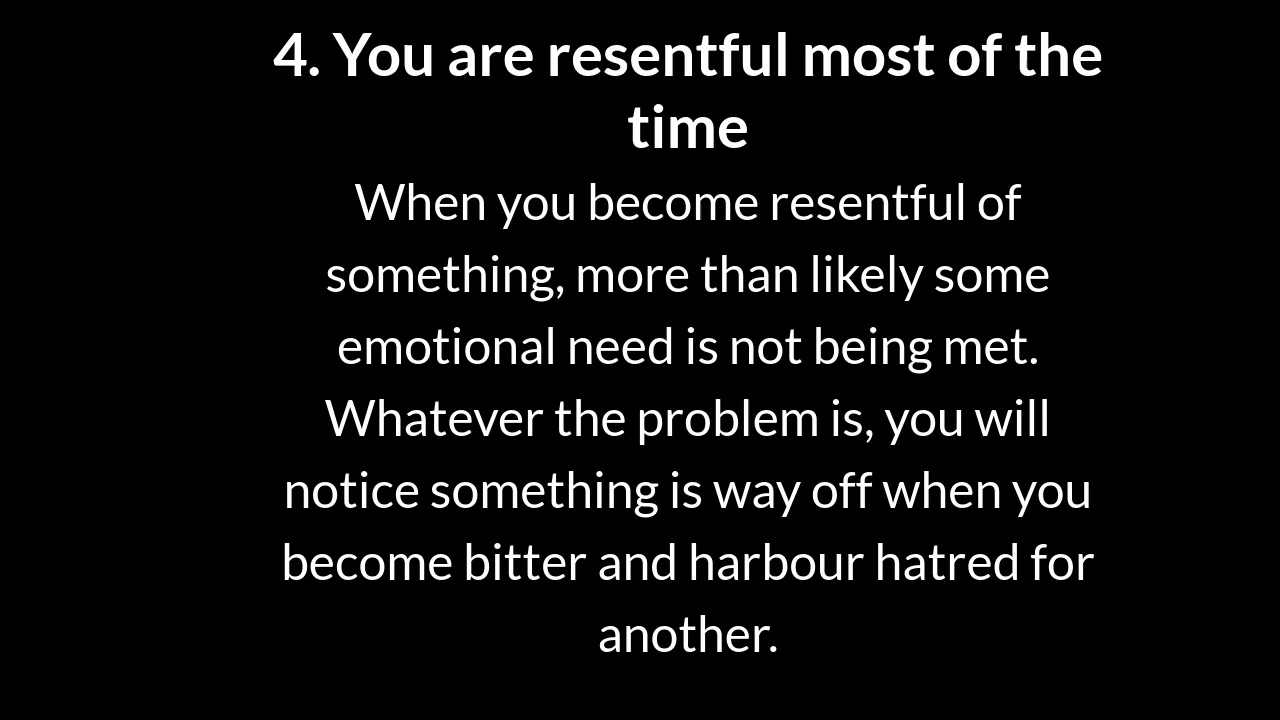 4. You are resentful most of the
time
When you become resentful of
something, more than likely some
emotional need is not being met.
Whatever the problem is, you will
notice something is way off when you
become bitter and harbour hatred for
another.